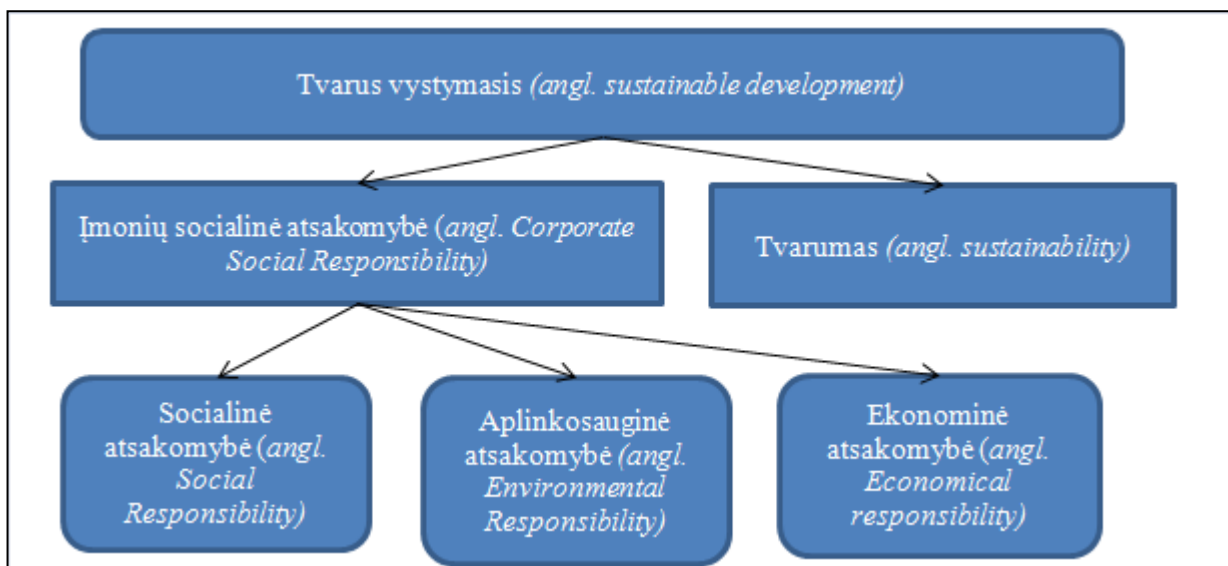 Tvarus vystymasis (angl. sustainable development)
Įmonių socialinė atsakomybė (angl. Corporate
Social Responsibility)
Tvarumas (angl. sustainability)
Socialinė
atsakomybė (angl.
Social
Responsibility)
Aplinkosauginė
atsakomybė (angl.
Environmental
Responsibility)
Ekonominė
atsakomybė (angl.
Economical
responsibility)